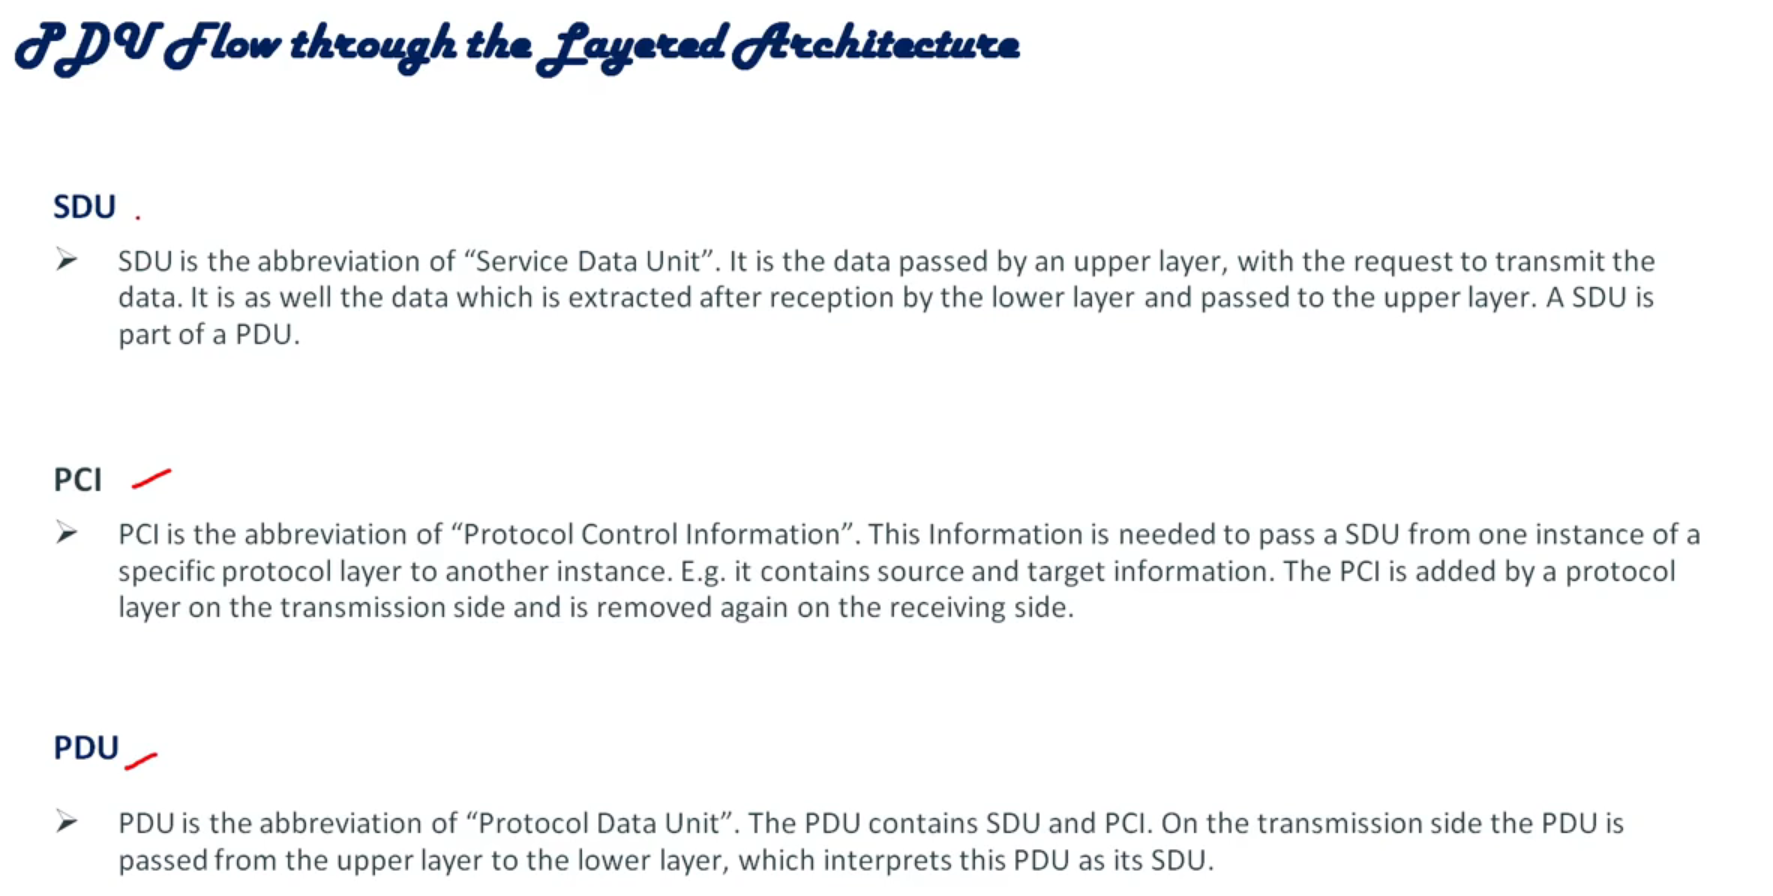 PDU Flow through the Layered Architecture
SDU
SDU is the abbreviation of “Service Data Unit”. It is the data passed by an upper layer, with the request to transmit the
data. It is as well the data which is extracted after reception by the lower layer and passed to the upper layer. A SDU is
part of a PDU.
PCI
PCI is the abbreviation of “Protocol Control Information”. This Information is needed to pass a SDU from one instance of a
specific protocol layer to another instance. E.g. it contains source and target information. The PCI is added by a protocol
layer on the transmission side and is removed again on the receiving side.
PDU
PDU is the abbreviation of “Protocol Data Unit”. The PDU contains SDU and PCI. On the transmission side the PDU is
passed from the upper layer to the lower layer, which interprets this PDU as its SDU.